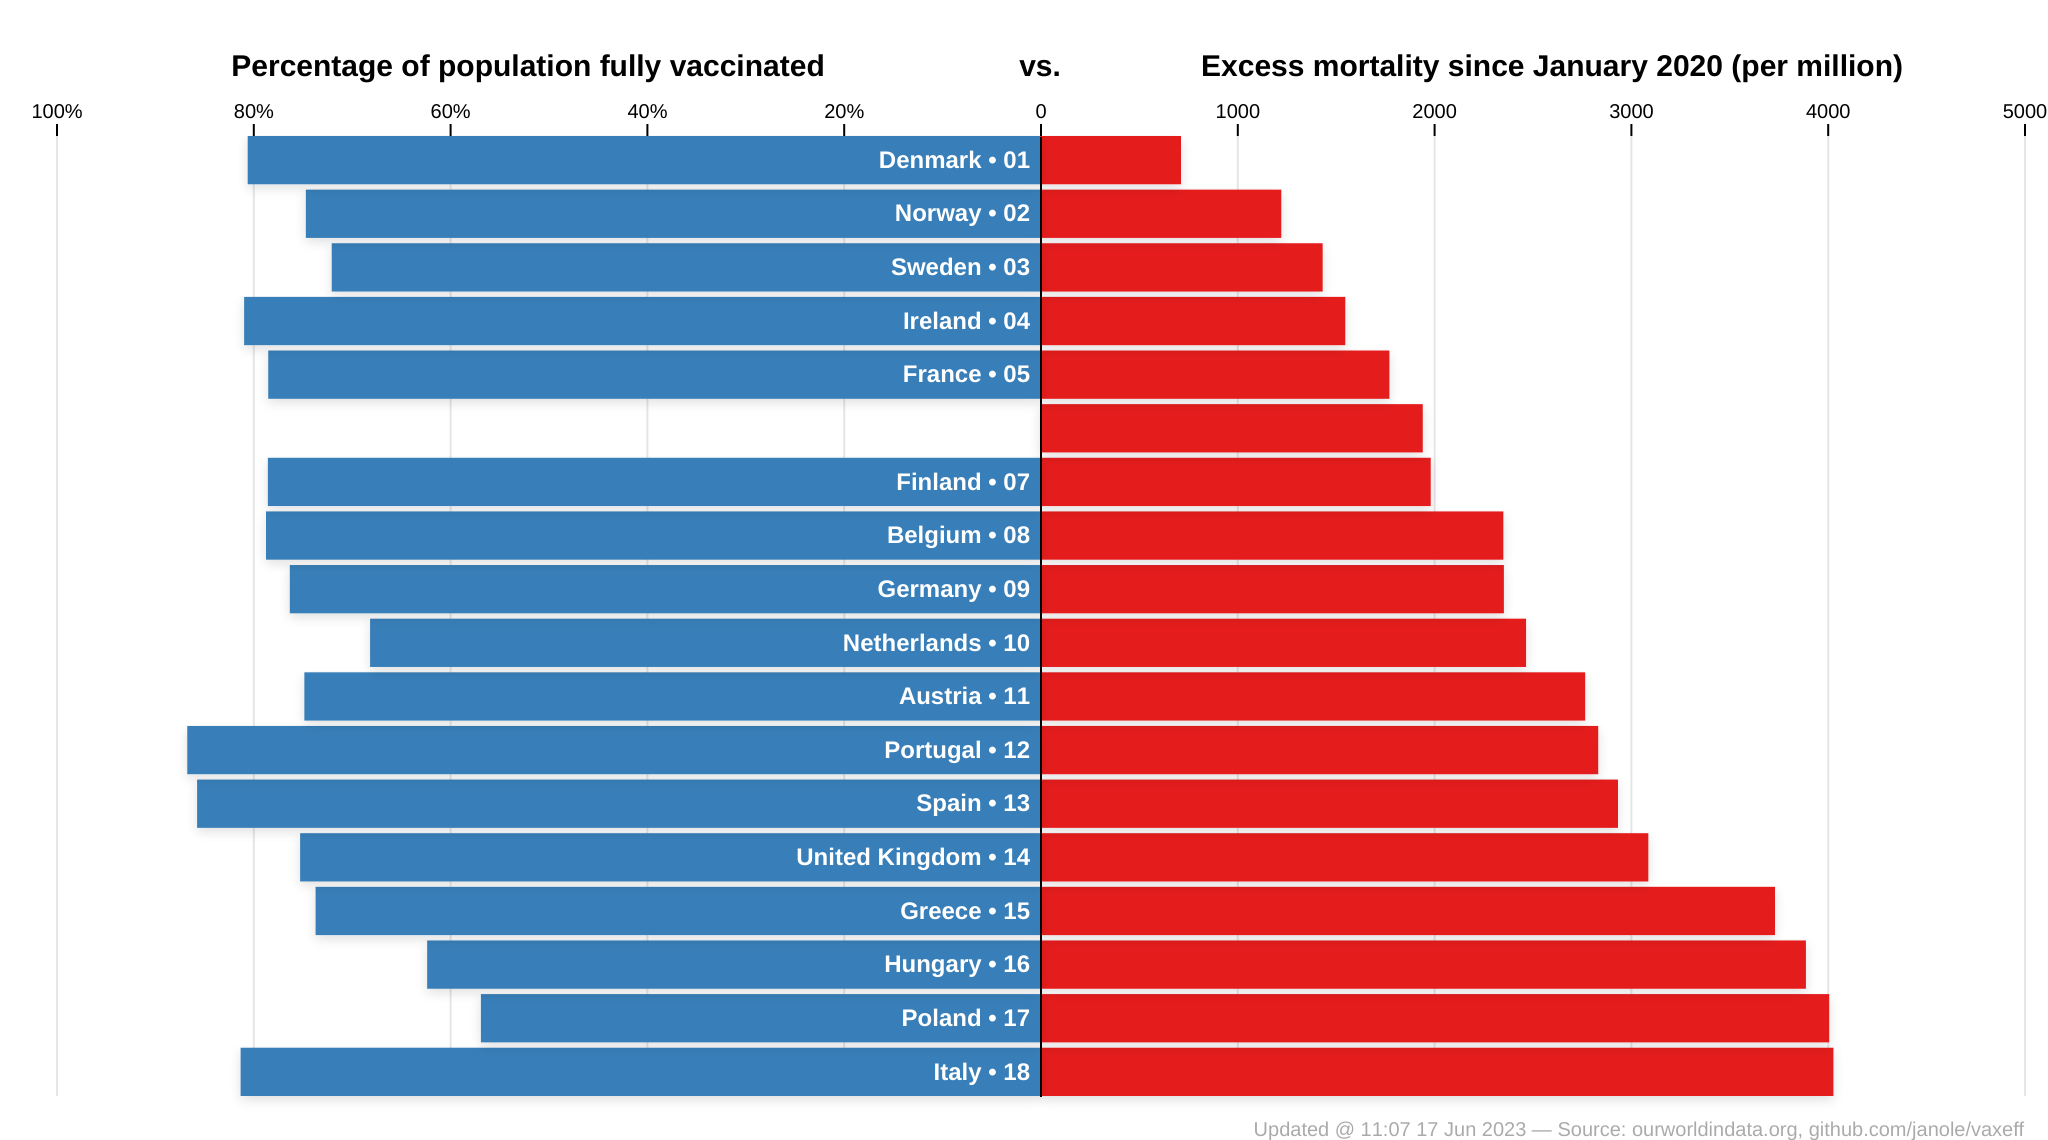 Percentage of population fully vaccinated vs. Excess mortality since January 2020 (per million)
100% 80% 60% 40% 20% 0 1000 2000 3000 4000 5000
Denmark • 01
Norway • 02
Sweden • 03
Ireland • 04
France • 05
Finland • 07
Belgium • 08
Germany • 09
Netherlands • 10
Austria • 11
Portugal • 12
Spain • 13
United Kingdom • 14
Greece • 15
Hungary • 16
Poland • 17
Italy • 18
Updated @ 11:07 17 Jun 2023 — Source: ourworldindata.org, github.com/janole/vaxeff